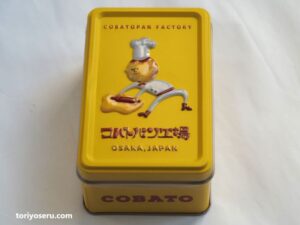 COBATOPAN FACTORY
コバトパン工場
OSAKA, JAPAN
COBATO
toriyoseru.com